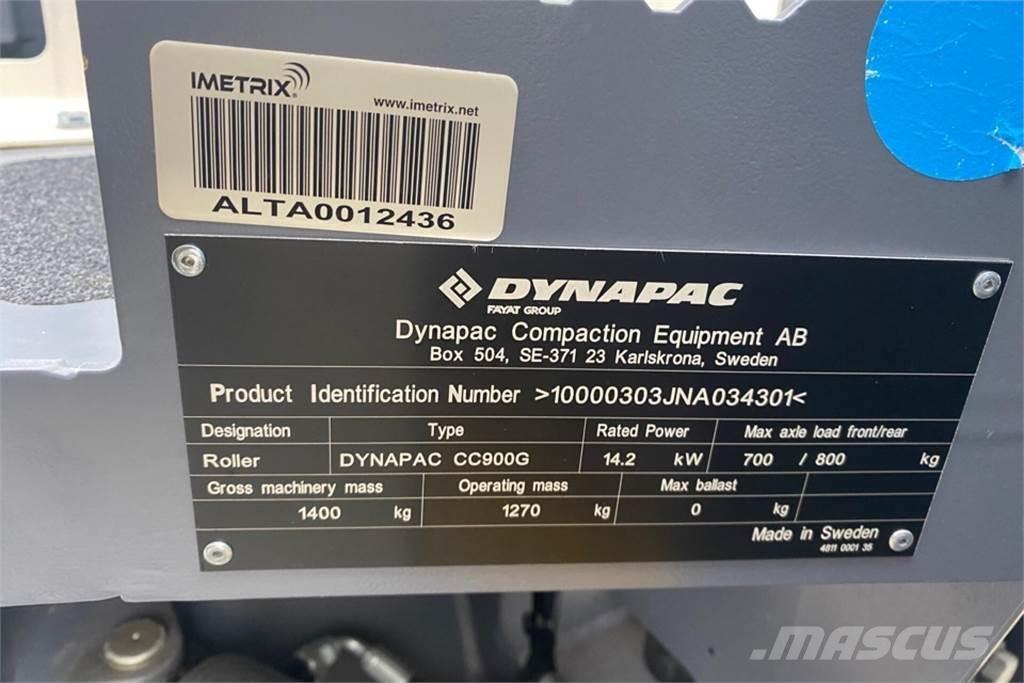 IMETRIX®
www.imetrix.net
ALTA0012436
DYNAPAC
FAYAT GROUP
Dynapac Compaction Equipment AB
Box 504, SE-371 23 Karlskrona, Sweden
Product Identification Number >10000303JNA034301<
Designation Type Rated Power Max axle load front/rear
Roller DYNAPAC CC900G 14.2 kW 700 / 800 kg
Gross machinery mass Operating mass Max ballast
1400 kg 1270 kg 0 kg
Made in Sweden
4811 0001 35
MASCUS